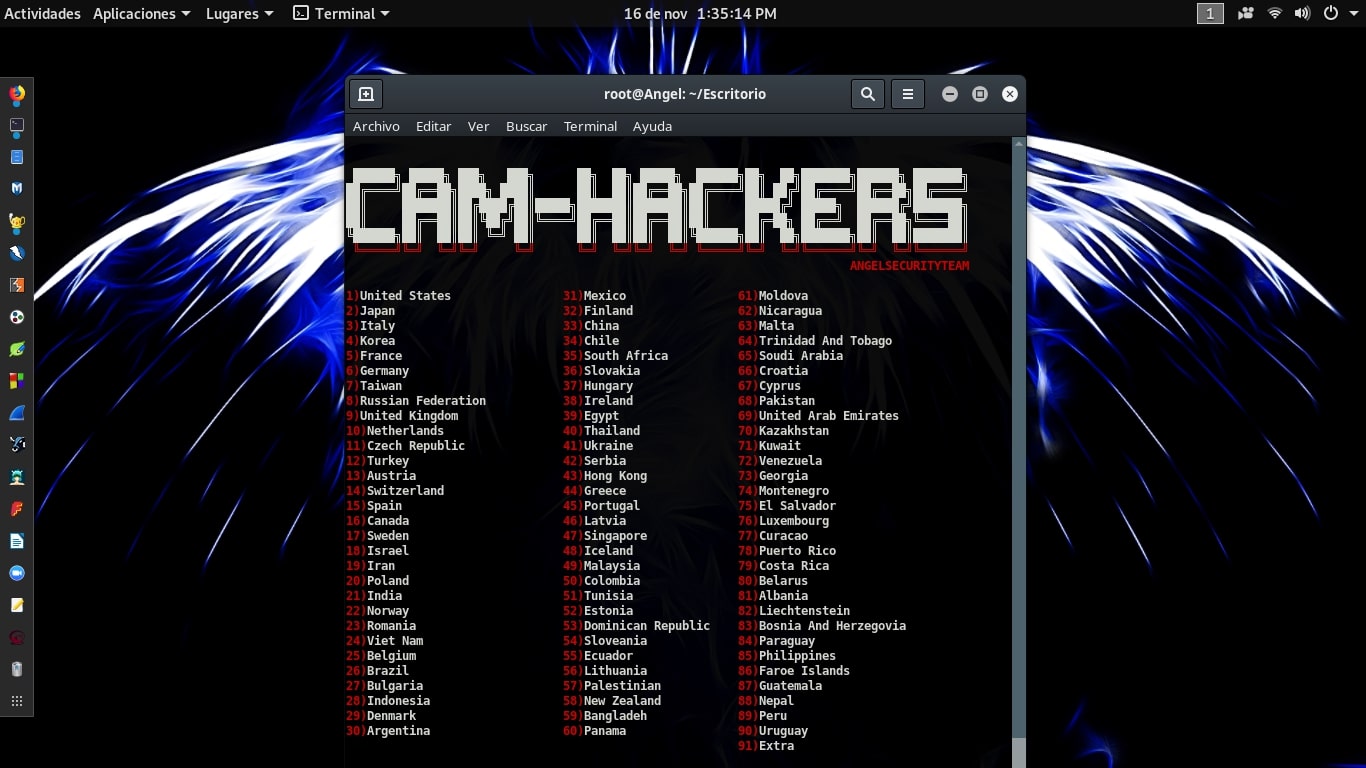 Actividades Aplicaciones Lugares Terminal 16 de nov 1:35:14 PM 1
root@Angel: ~/Escritorio
Archivo Editar Ver Buscar Terminal Ayuda
CAM-HACKERS
ANGELSECURITYTEAM
1)United States 31)Mexico 61)Moldova
2)Japan 32)Finland 62)Nicaragua
3)Italy 33)China 63)Malta
4)Korea 34)Chile 64)Trinidad And Tobago
5)France 35)South Africa 65)Soudi Arabia
6)Germany 36)Slovakia 66)Croatia
7)Taiwan 37)Hungary 67)Cyprus
8)Russian Federation 38)Ireland 68)Pakistan
9)United Kingdom 39)Egypt 69)United Arab Emirates
10)Netherlands 40)Thailand 70)Kazakhstan
11)Czech Republic 41)Ukraine 71)Kuwait
12)Turkey 42)Serbia 72)Venezuela
13)Austria 43)Hong Kong 73)Georgia
14)Switzerland 44)Greece 74)Montenegro
15)Spain 45)Portugal 75)El Salvador
16)Canada 46)Latvia 76)Luxembourg
17)Sweden 47)Singapore 77)Curacao
18)Israel 48)Iceland 78)Puerto Rico
19)Iran 49)Malaysia 79)Costa Rica
20)Poland 50)Colombia 80)Belarus
21)India 51)Tunisia 81)Albania
22)Norway 52)Estonia 82)Liechtenstein
23)Romania 53)Dominican Republic 83)Bosnia And Herzegovia
24)Viet Nam 54)Sloveania 84)Paraguay
25)Belgium 55)Ecuador 85)Philippines
26)Brazil 56)Lithuania 86)Faroe Islands
27)Bulgaria 57)Palestinian 87)Guatemala
28)Indonesia 58)New Zealand 88)Nepal
29)Denmark 59)Bangladeh 89)Peru
30)Argentina 60)Panama 90)Uruguay
91)Extra